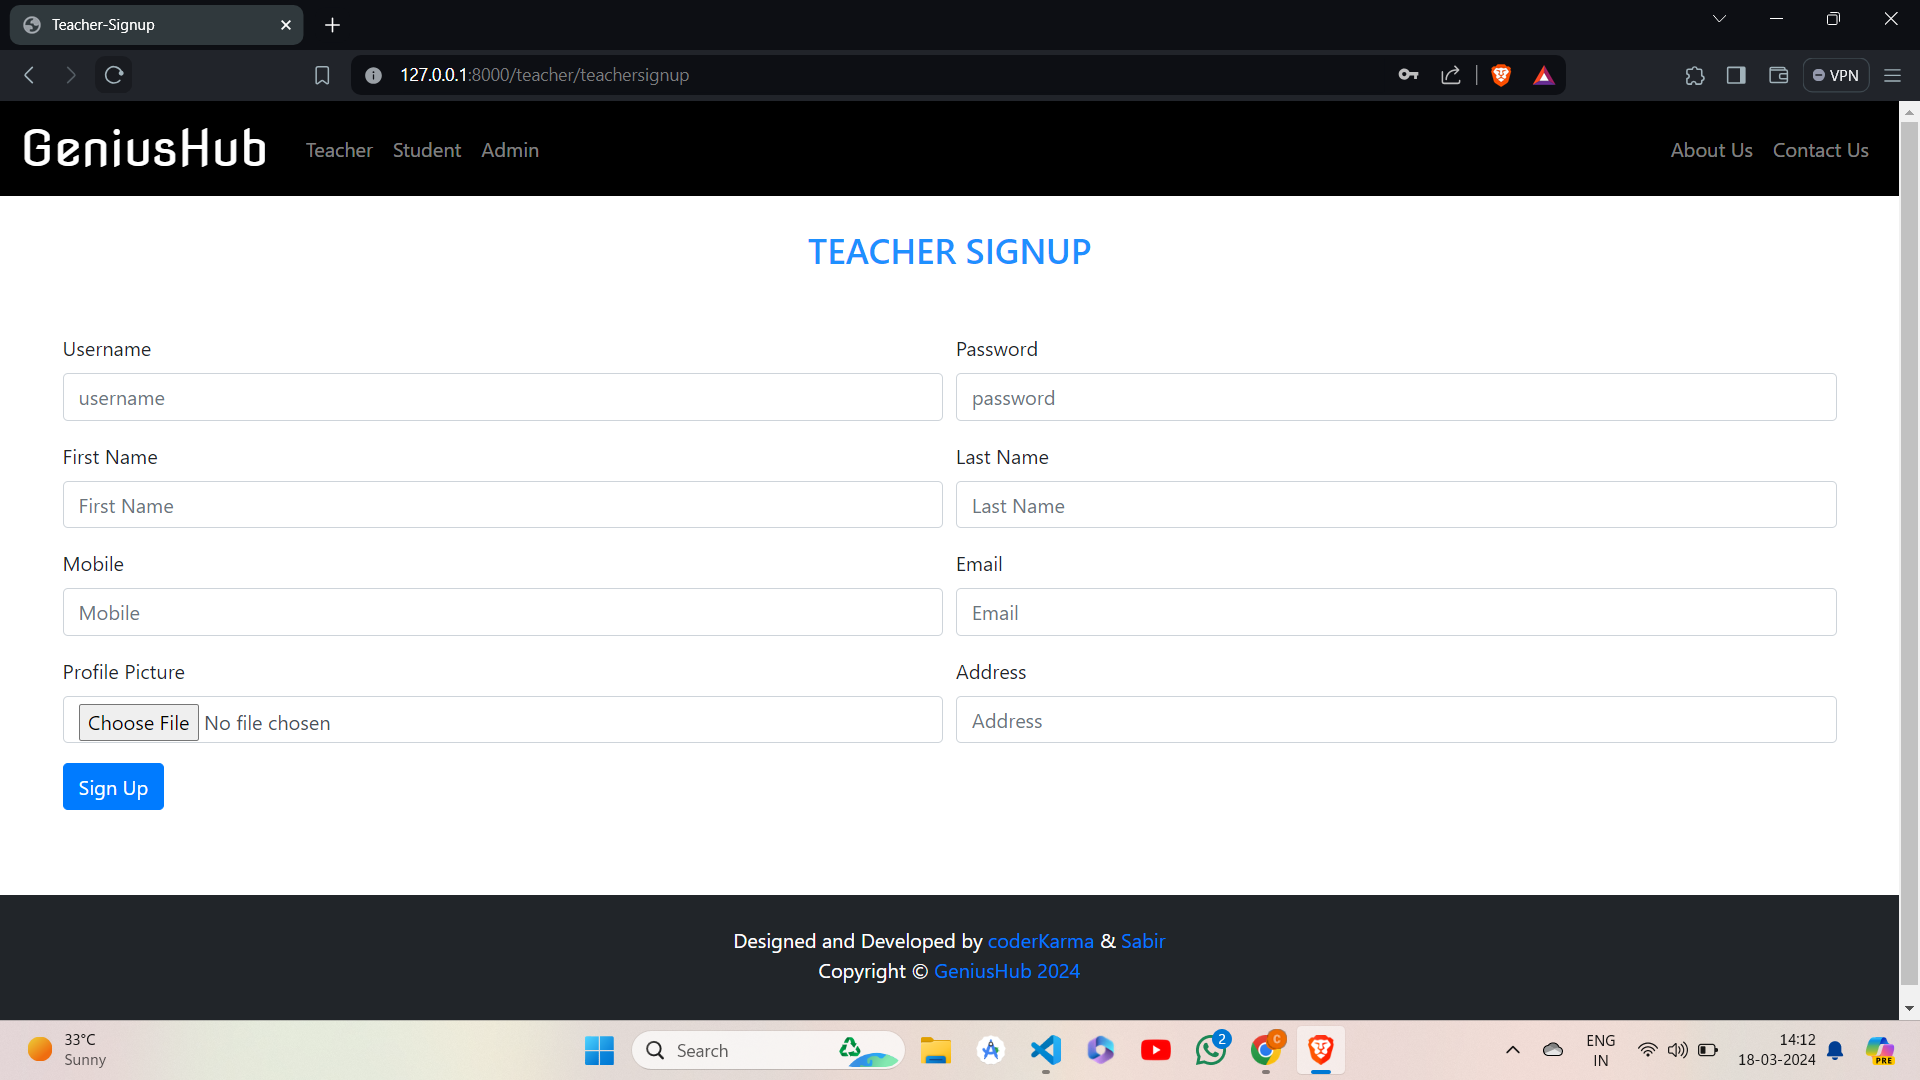 Teacher-Signup
127.0.0.1:8000/teacher/teachersignup
VPN
GeniusHub Teacher Student Admin About Us Contact Us
TEACHER SIGNUP
Username Password
username password
First Name Last Name
First Name Last Name
Mobile Email
Mobile Email
Profile Picture Address
Choose File No file chosen Address
Sign Up
Designed and Developed by coderKarma & Sabir
Copyright © GeniusHub 2024
33°C
Sunny
Search
2
C
ENG
IN
14:12
18-03-2024
PRE